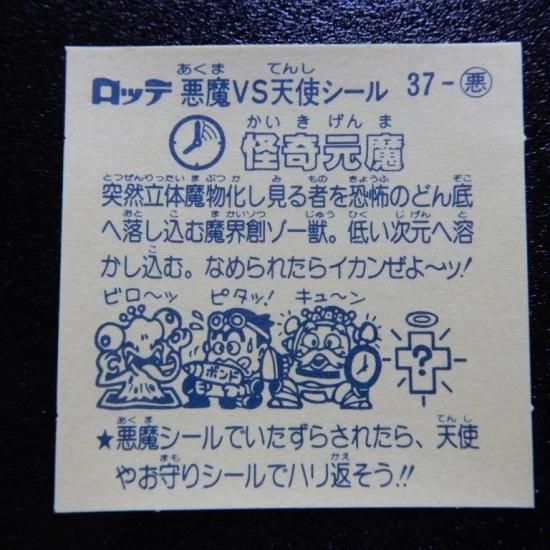 ロッテ 悪魔VS天使シール 37-悪
あくま てんし
怪奇元魔
かいきげんま
突然立体魔物化し見る者を恐怖のどん底
とつぜんりったいまぶつか み もの きょうふ ぞこ
へ落し込む魔界創ゾー獣。低い次元へ溶
おと こ まかいソウ じゅう ひく じげん と
かし込む。なめられたらイカンぜよ〜ッ!
こ
ビロ〜ッ ピタッ! キュ〜ン
ボンド
?
★悪魔シールでいたずらされたら、天使
あくま てんし
やお守りシールでハリ返そう!!
まも かえ